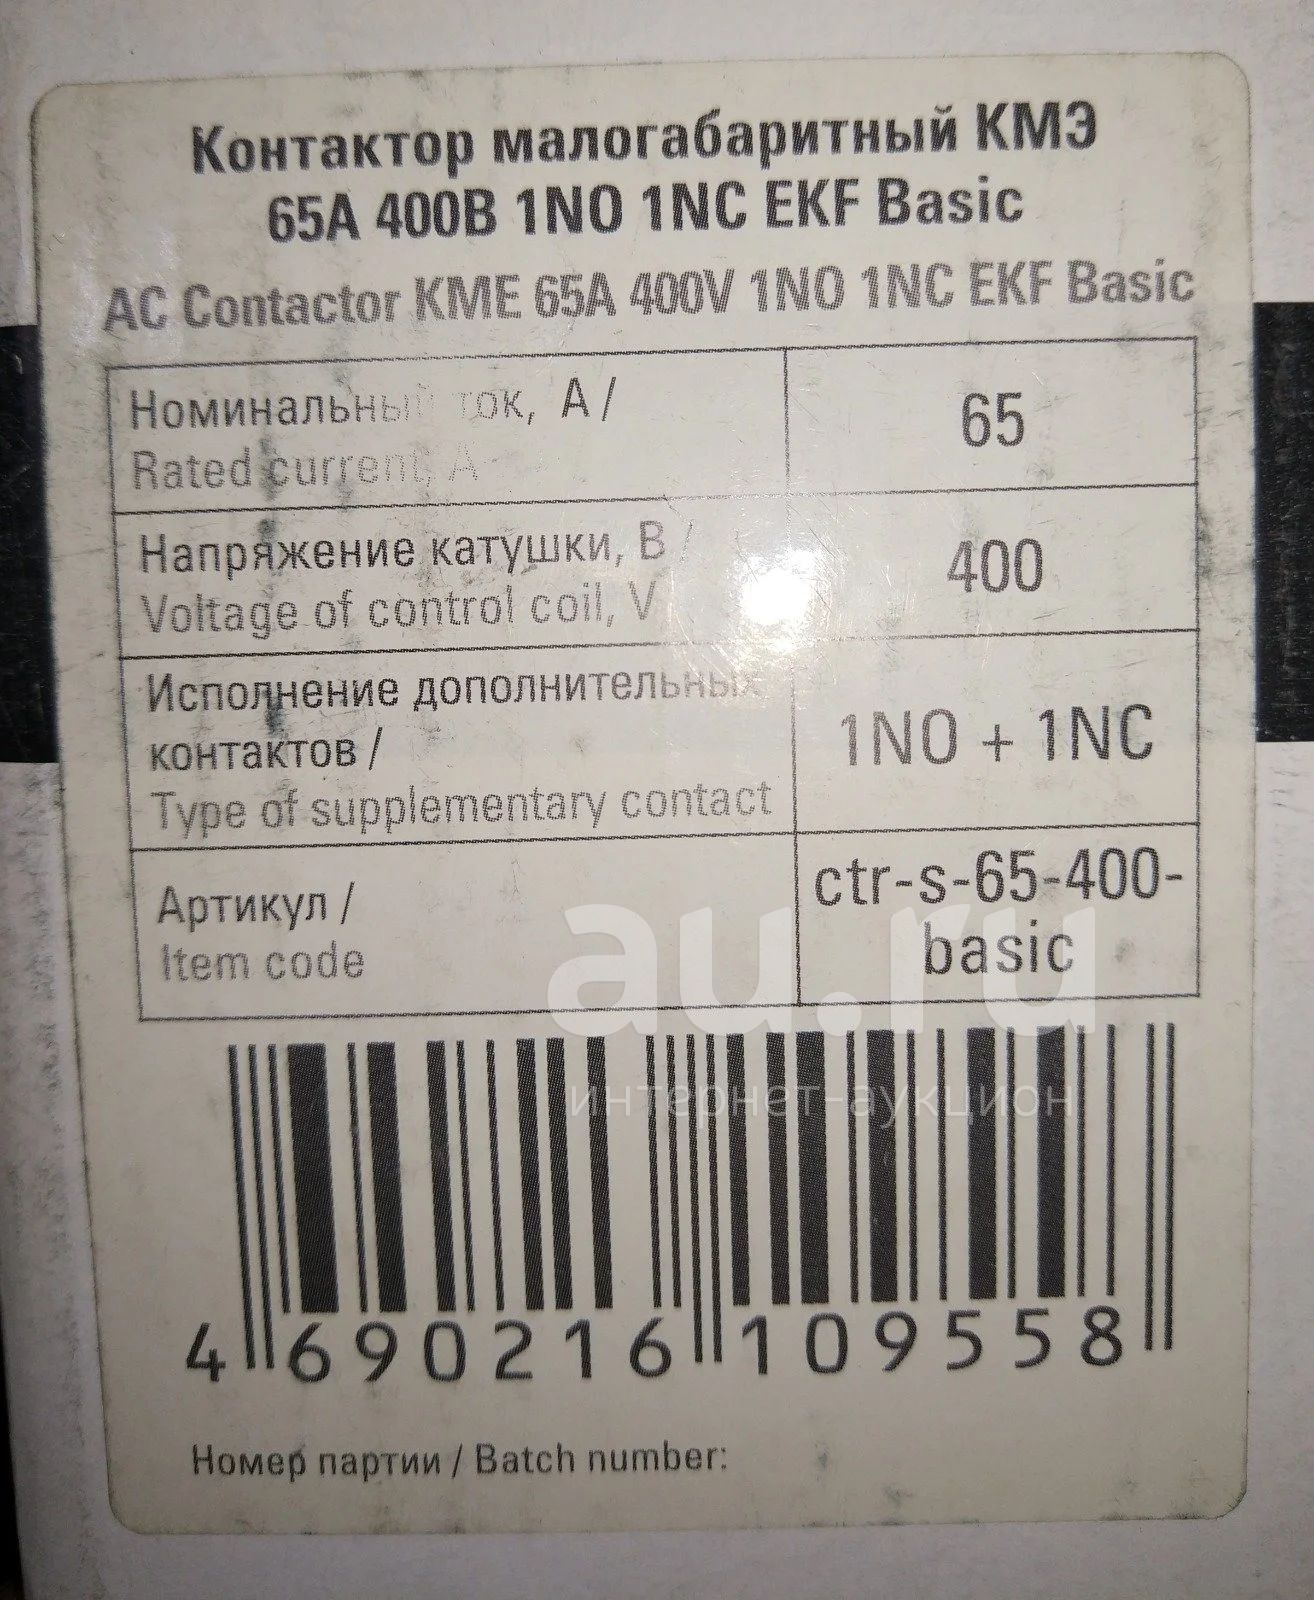 Контактор малогабаритный КМЭ
65А 400В 1NO 1NC EKF Basic
AC Contactor KME 65A 400V 1NO 1NC EKF Basic
Номинальный ток, А /
Rated current, A
65
Напряжение катушки, В /
Voltage of control coil, V
400
Исполнение дополнительных
контактов /
Type of supplementary contact
1NO + 1NC
Артикул /
Item code
ctr-s-65-400-
basic
au.ru
интернет-аукцион
4 690216 109558
Номер партии / Batch number: